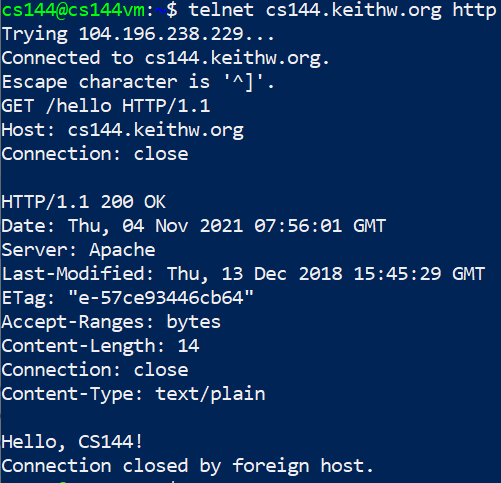 cs144@cs144vm:~$ telnet cs144.keithw.org http
Trying 104.196.238.229...
Connected to cs144.keithw.org.
Escape character is '^]'.
GET /hello HTTP/1.1
Host: cs144.keithw.org
Connection: close

HTTP/1.1 200 OK
Date: Thu, 04 Nov 2021 07:56:01 GMT
Server: Apache
Last-Modified: Thu, 13 Dec 2018 15:45:29 GMT
ETag: "e-57ce93446cb64"
Accept-Ranges: bytes
Content-Length: 14
Connection: close
Content-Type: text/plain

Hello, CS144!
Connection closed by foreign host.